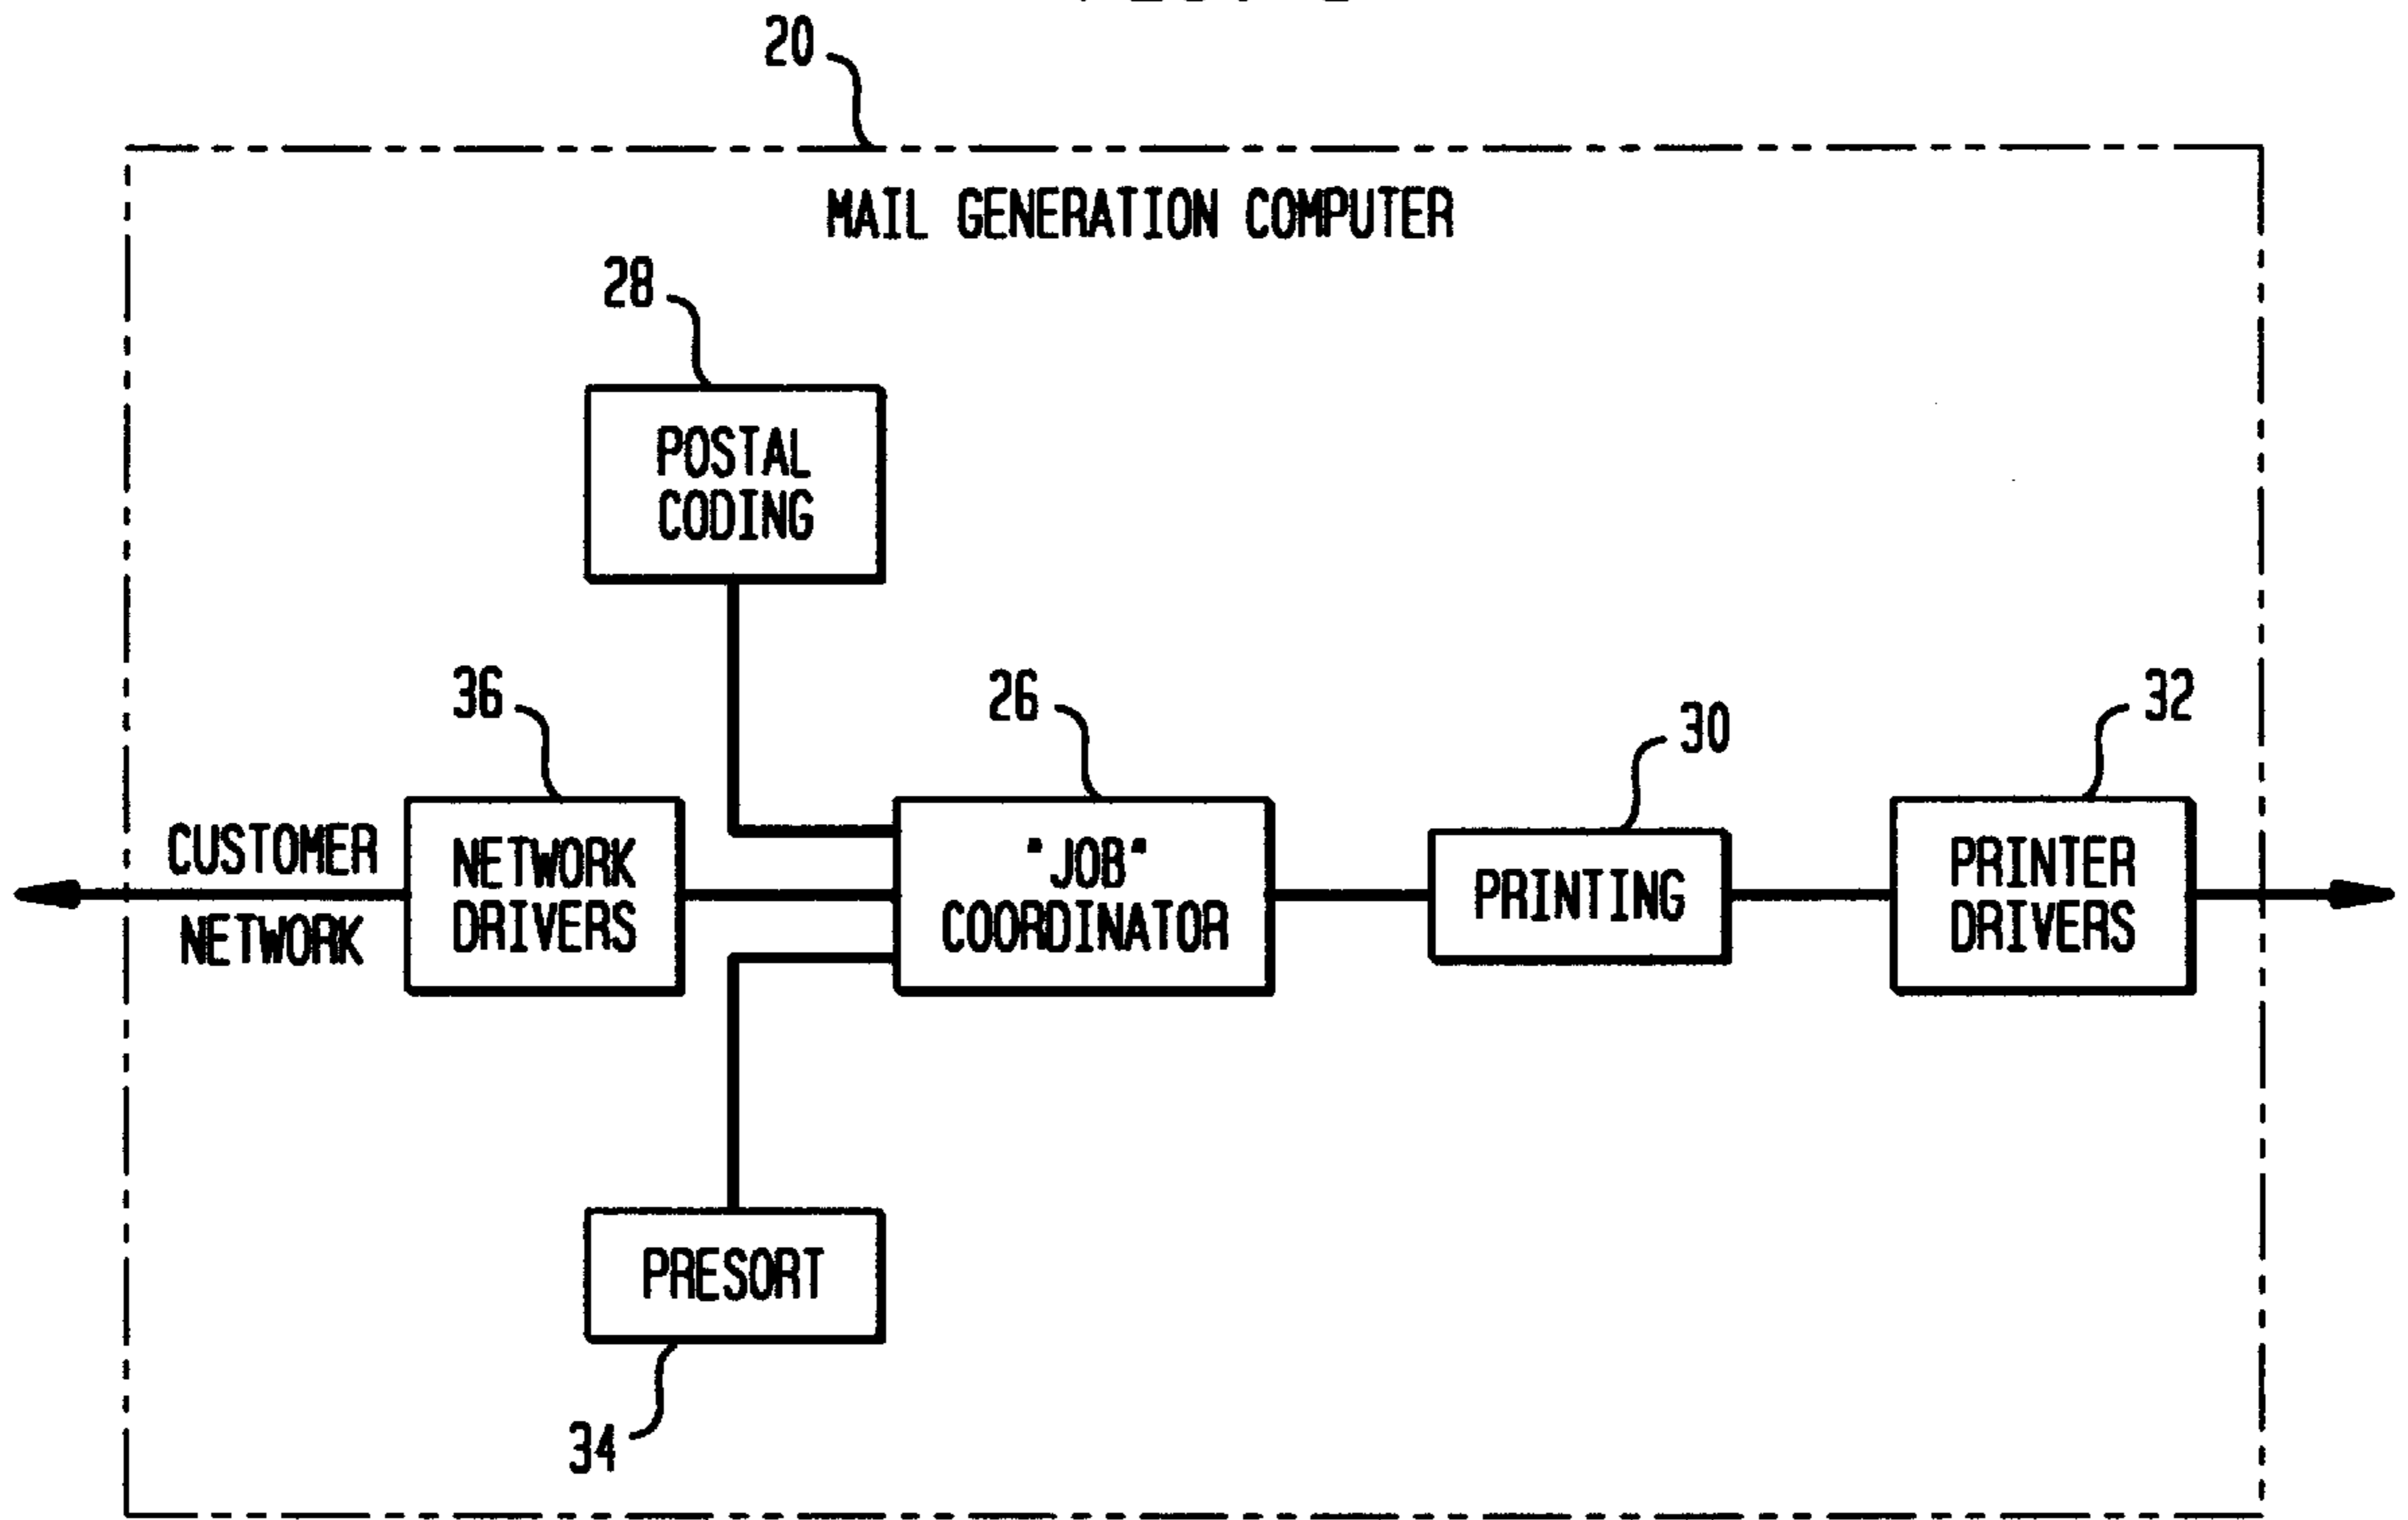 20
MAIL GENERATION COMPUTER
28
POSTAL
CODING
36
26
30
32
CUSTOMER
NETWORK
NETWORK
DRIVERS
"JOB"
COORDINATOR
PRINTING
PRINTER
DRIVERS
PRESORT
34